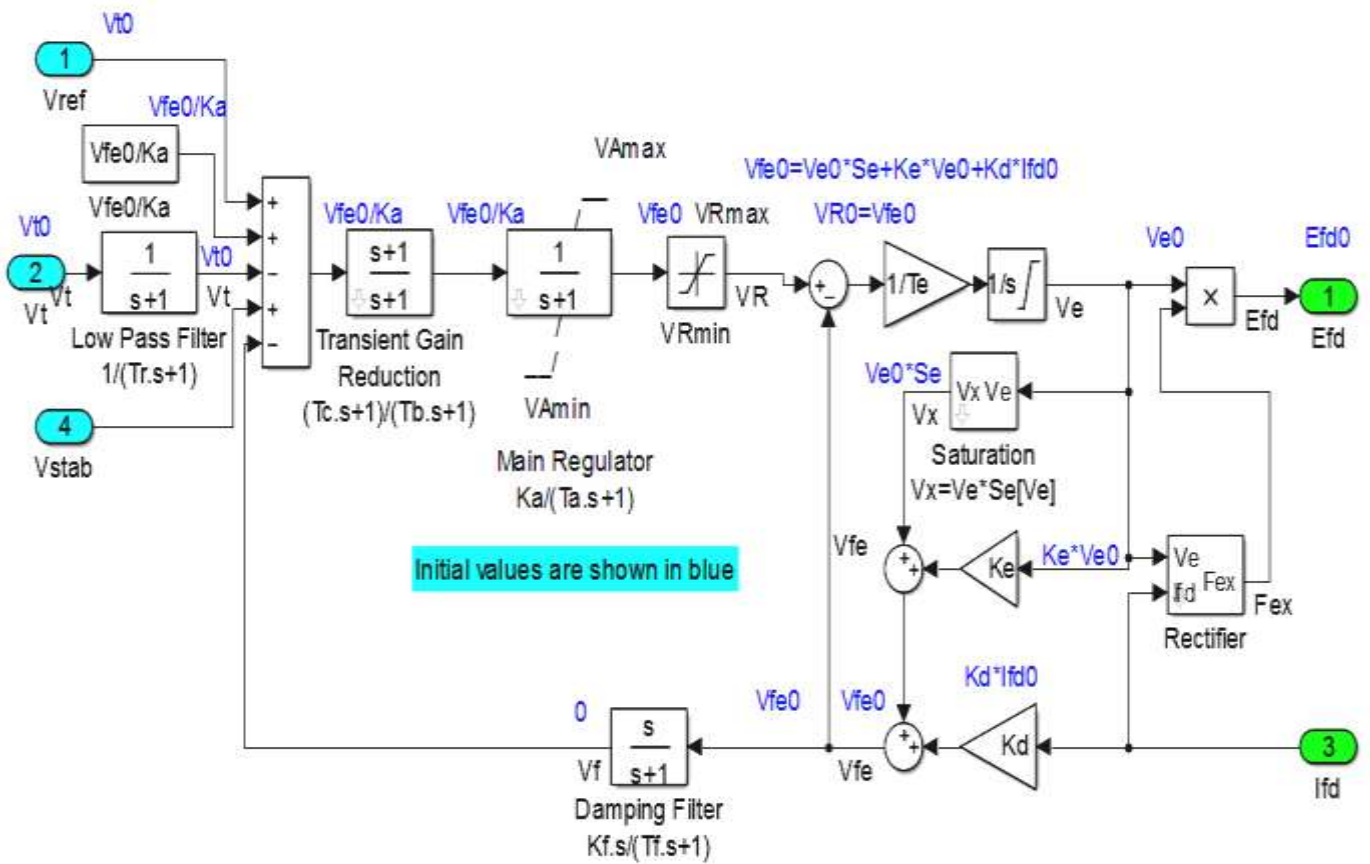 Vt0
1
Vref
Vfe0/Ka
Vfe0/Ka
Vfe0/Ka
Vt0
2
Vt
Vt
1
s+1
Vt0
Vt
Low Pass Filter
1/(Tr.s+1)
4
Vstab
+
+
−
+
−
Vfe0/Ka
s+1
s+1
Transient Gain
Reduction
(Tc.s+1)/(Tb.s+1)
Vfe0/Ka
VAmax
1
s+1
VAmin
Main Regulator
Ka/(Ta.s+1)
Vfe0
VRmax
VRmin
VR
Vfe0=Ve0*Se+Ke*Ve0+Kd*Ifd0
VR0=Vfe0
+
−
1/Te
1/s
Ve
Ve0
×
Efd
Efd0
1
Efd
Ve0*Se
Vx Ve
Vx
Saturation
Vx=Ve*Se[Ve]
Vfe
+
+
Ke
Ke*Ve0
Ve
Ifd
Fex
Fex
Rectifier
Initial values are shown in blue
Kd*Ifd0
Kd
+
+
Vfe0
Vfe
Vfe0
0
s
s+1
Vf
Damping Filter
Kf.s/(Tf.s+1)
3
Ifd